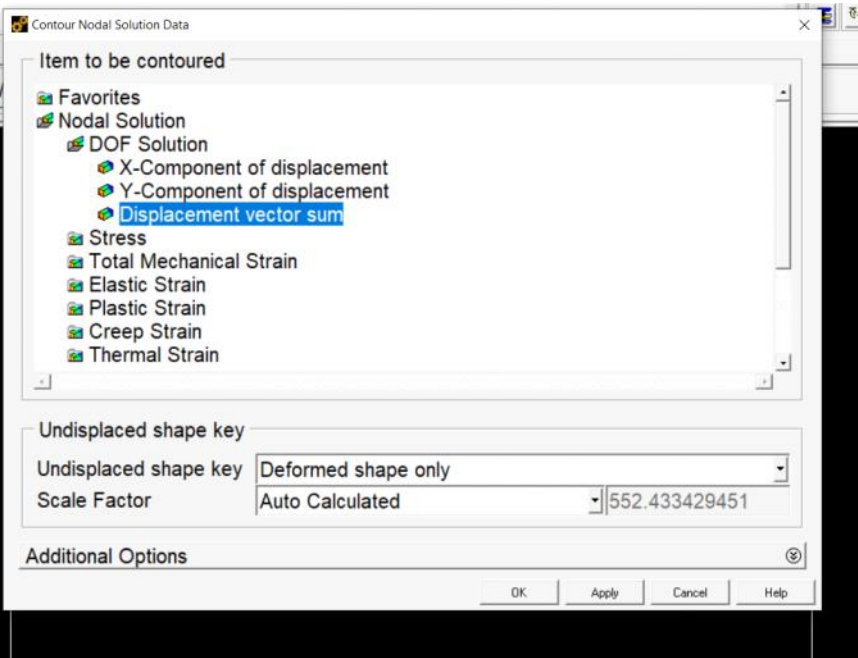 Contour Nodal Solution Data
Item to be contoured
Favorites
Nodal Solution
DOF Solution
X-Component of displacement
Y-Component of displacement
Displacement vector sum
Stress
Total Mechanical Strain
Elastic Strain
Plastic Strain
Creep Strain
Thermal Strain
Undisplaced shape key
Undisplaced shape key Deformed shape only
Scale Factor Auto Calculated 552.433429451
Additional Options
OK Apply Cancel Help